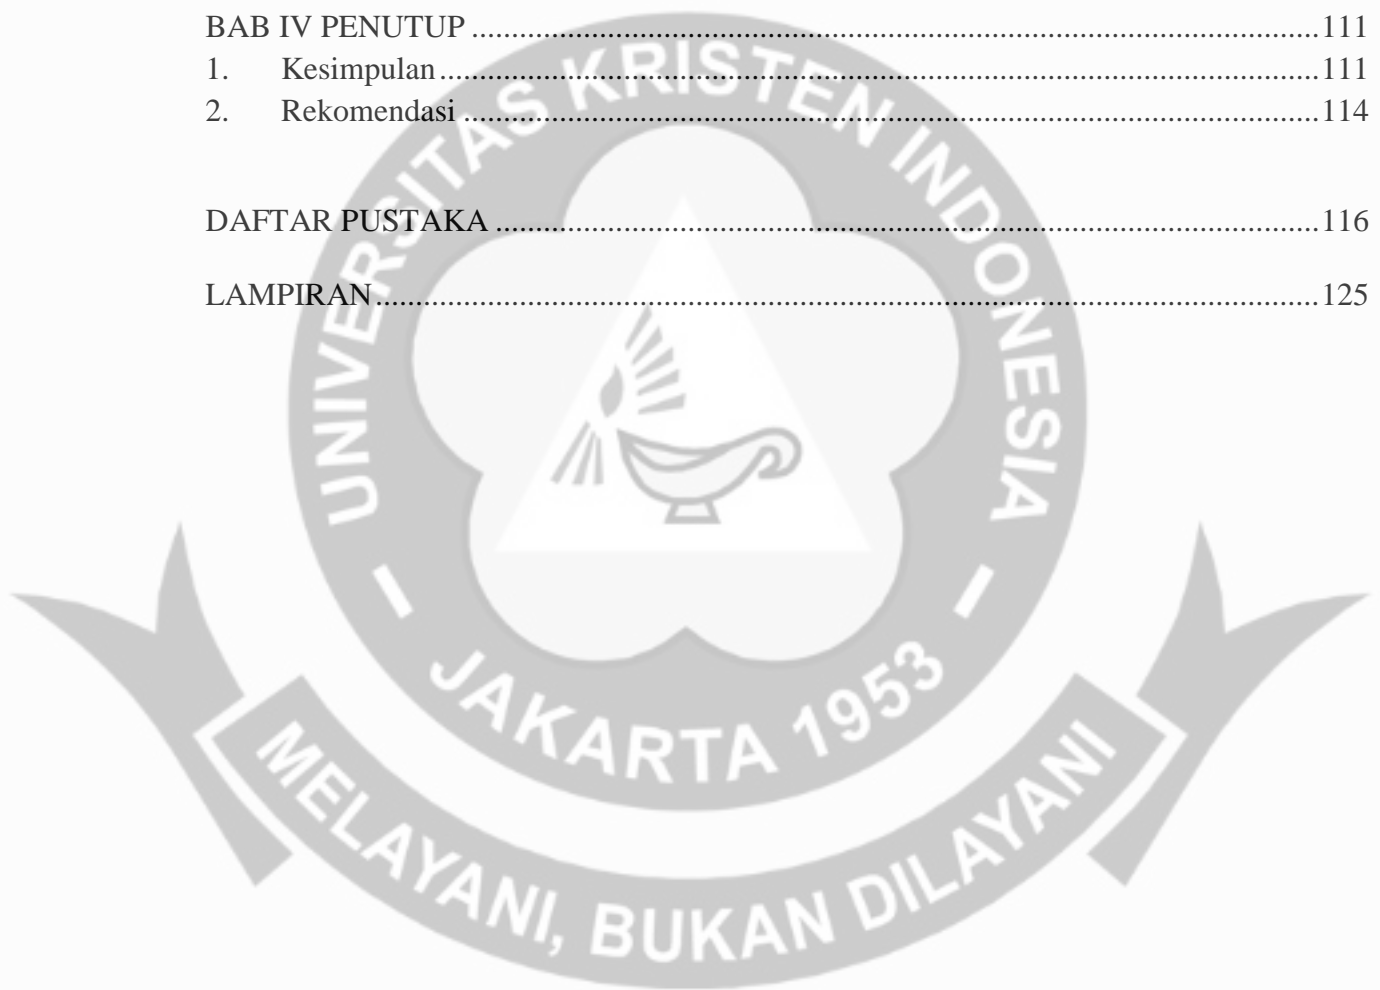 BAB IV PENUTUP ........................................................................................................111
1. Kesimpulan ............................................................................................................111
2. Rekomendasi .........................................................................................................114
DAFTAR PUSTAKA .....................................................................................................116
LAMPIRAN ....................................................................................................................125
UNIVERSITAS KRISTEN INDONESIA
JAKARTA 1953
MELAYANI, BUKAN DILAYANI